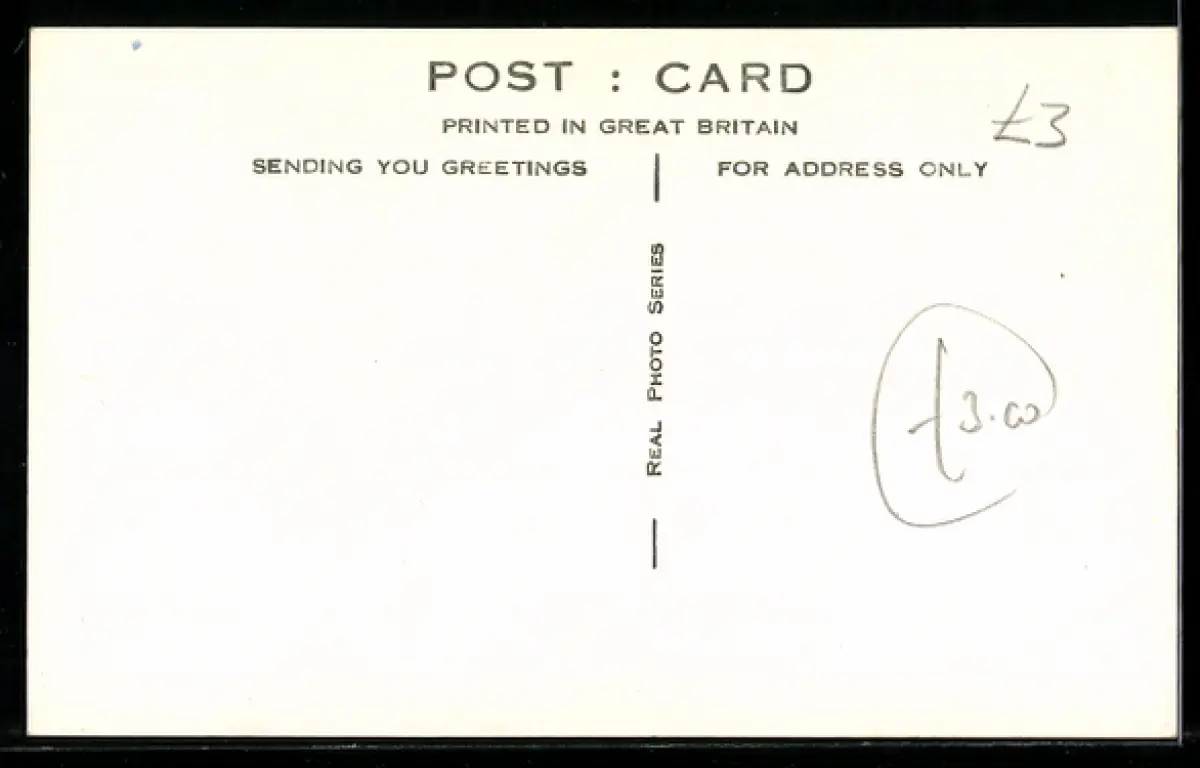 POST : CARD
PRINTED IN GREAT BRITAIN
£3
SENDING YOU GREETINGS
FOR ADDRESS ONLY
REAL PHOTO SERIES
£3.00